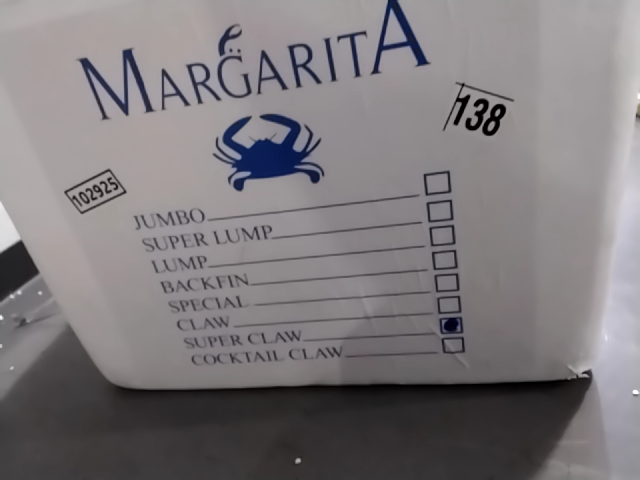 MARGARITA
138
102925
JUMBO
SUPER LUMP
LUMP
BACKFIN
SPECIAL
CLAW
SUPER CLAW
COCKTAIL CLAW